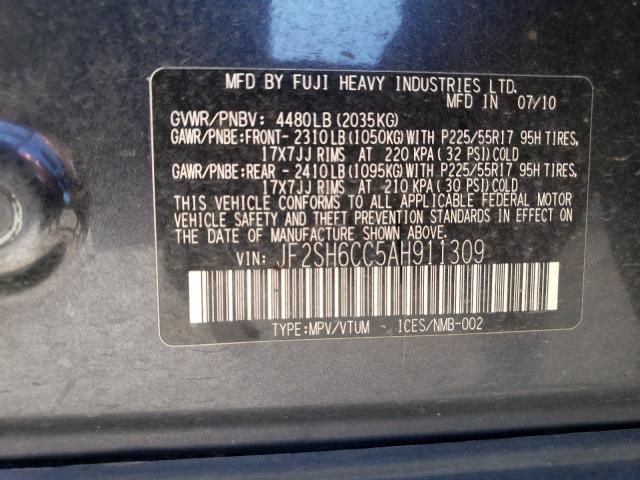 MFD BY FUJI HEAVY INDUSTRIES LTD.
MFD IN 07/10
GVWR/PNBV: 4480LB(2035KG)
GAWR/PNBE:FRONT-2310LB(1050KG)WITH P225/55R17 95H TIRES,
17X7JJ RIMS AT 220 KPA(32 PSI)COLD
GAWR/PNBE:REAR -2410LB(1095KG)WITH P225/55R17 95H TIRES,
17X7JJ RIMS AT 210 KPA(30 PSI)COLD
THIS VEHICLE CONFORMS TO ALL APPLICABLE FEDERAL MOTOR
VEHICLE SAFETY AND THEFT PREVENTION STANDARDS IN EFFECT ON
THE DATE OF MANUFACTURE SHOWN ABOVE.
VIN: JF2SH6CC5AH911309
TYPE:MPV/VTUM ICES/NMB-002